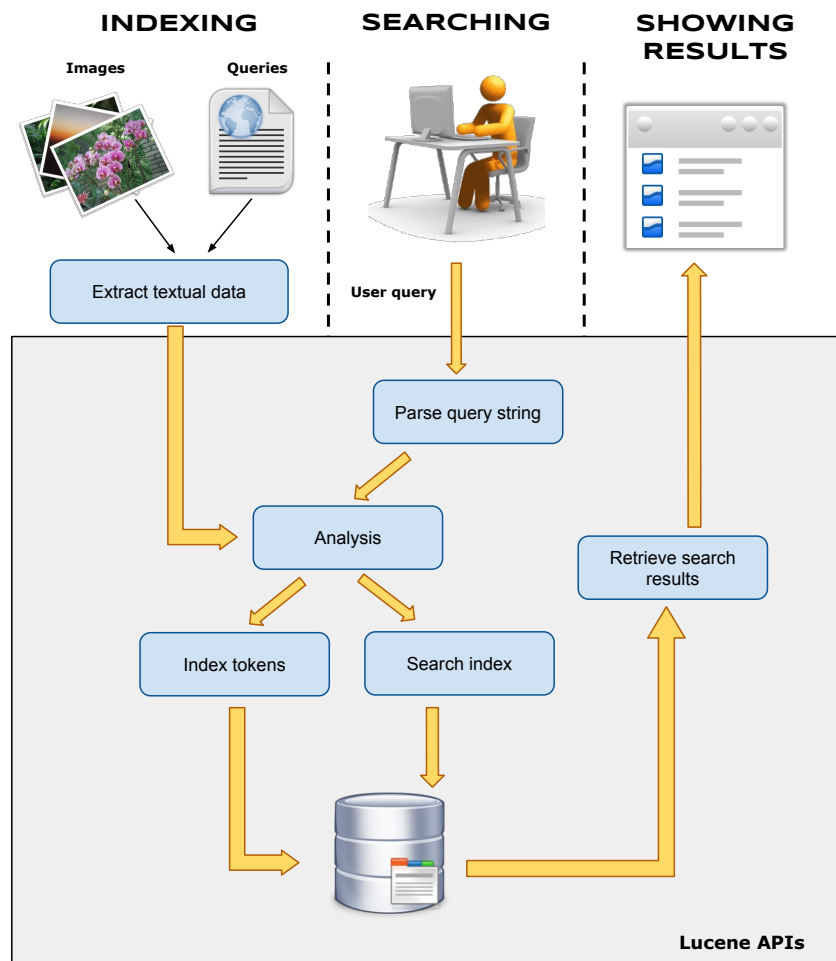 INDEXING
SEARCHING
SHOWING
RESULTS
Images
Queries
Extract textual data
User query
Parse query string
Analysis
Retrieve search
results
Index tokens
Search index
Lucene APIs